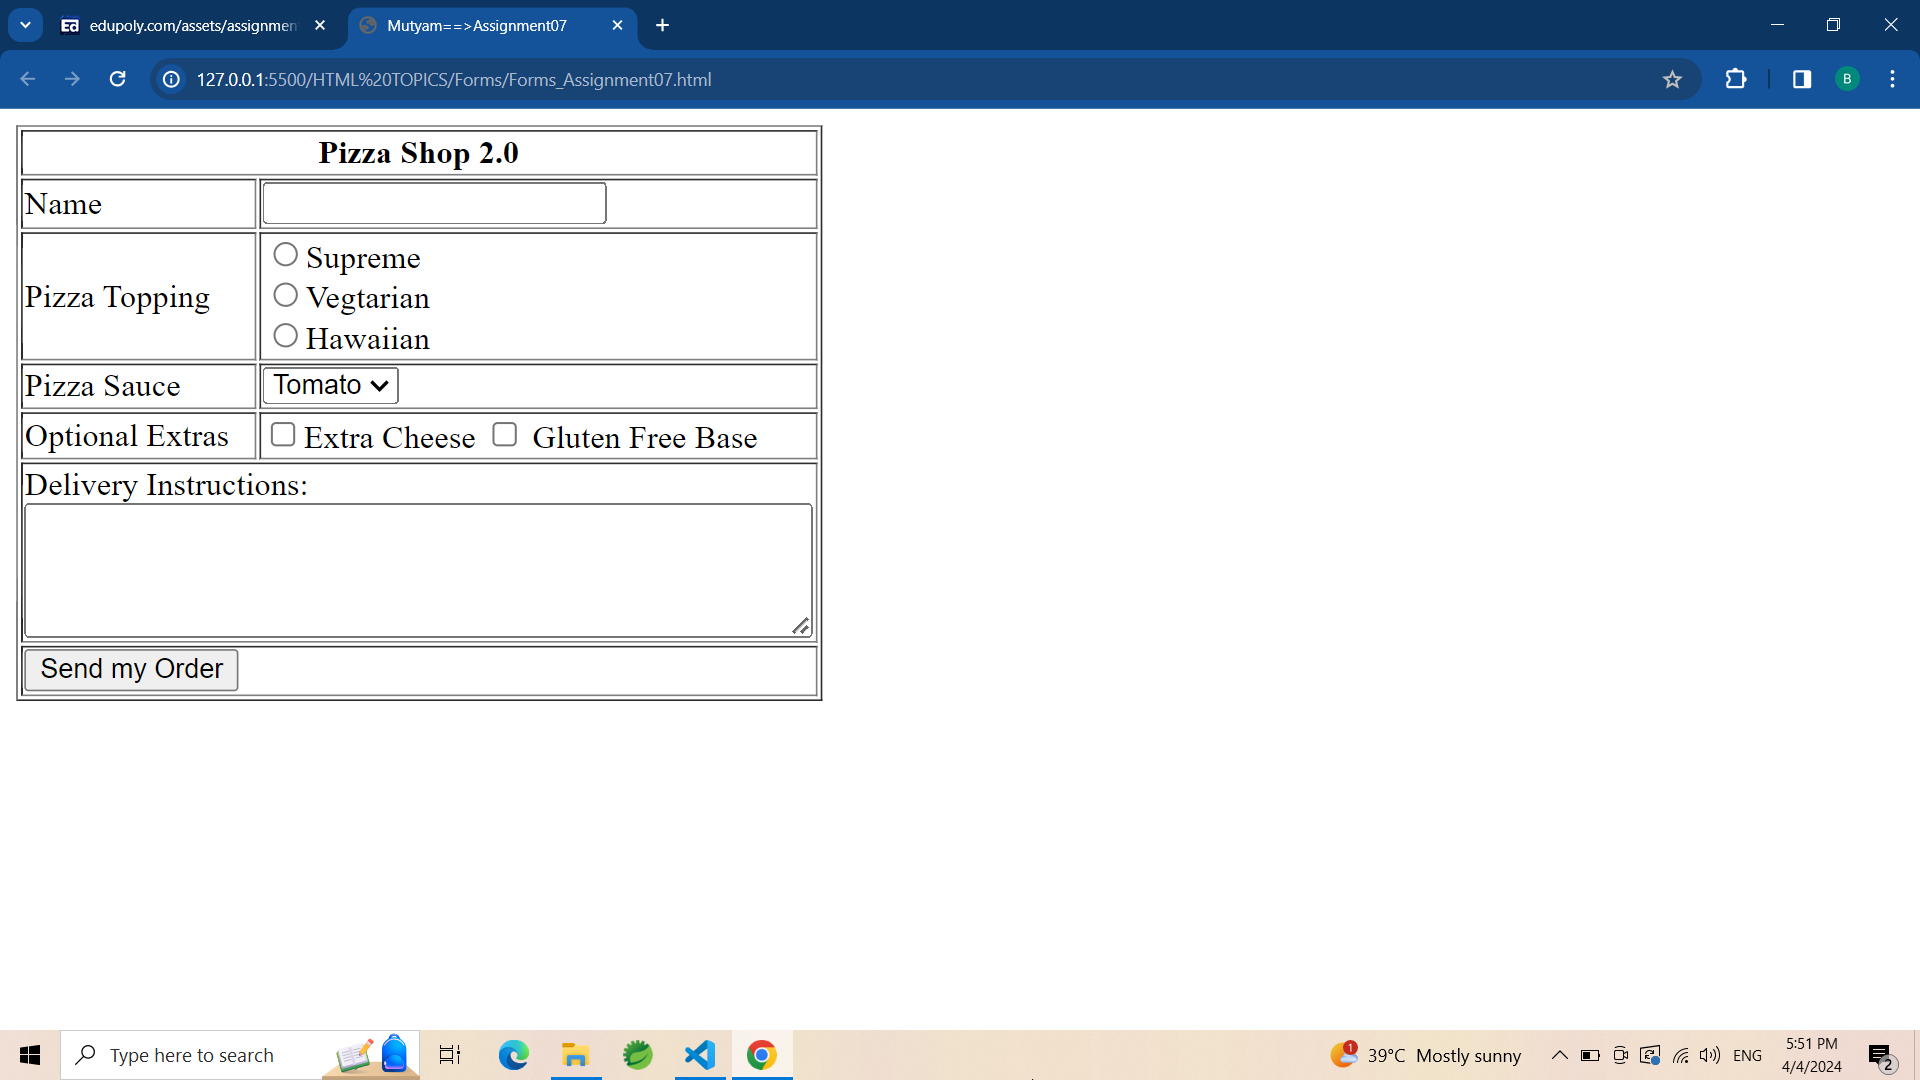 edupoly.com/assets/assignmen
Mutyam==>Assignment07
127.0.0.1:5500/HTML%20TOPICS/Forms/Forms_Assignment07.html
B
Pizza Shop 2.0
Name
Pizza Topping
Supreme
Vegtarian
Hawaiian
Pizza Sauce
Tomato
Optional Extras
Extra Cheese Gluten Free Base
Delivery Instructions:
Send my Order
Type here to search
1
39°C Mostly sunny
ENG
5:51 PM
4/4/2024
2